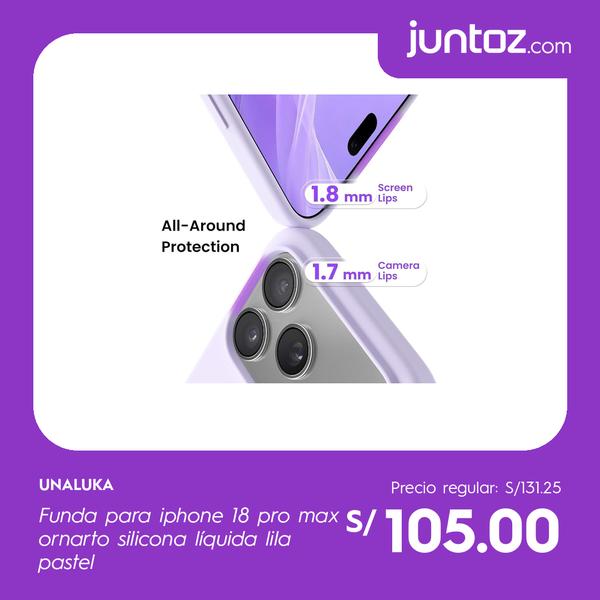 juntoz.com
1.8 mm Screen Lips
All-Around
Protection
1.7 mm Camera Lips
UNALUKA
Funda para iphone 18 pro max
ornarto silicona líquida lila
pastel
Precio regular: S/131.25
S/ 105.00